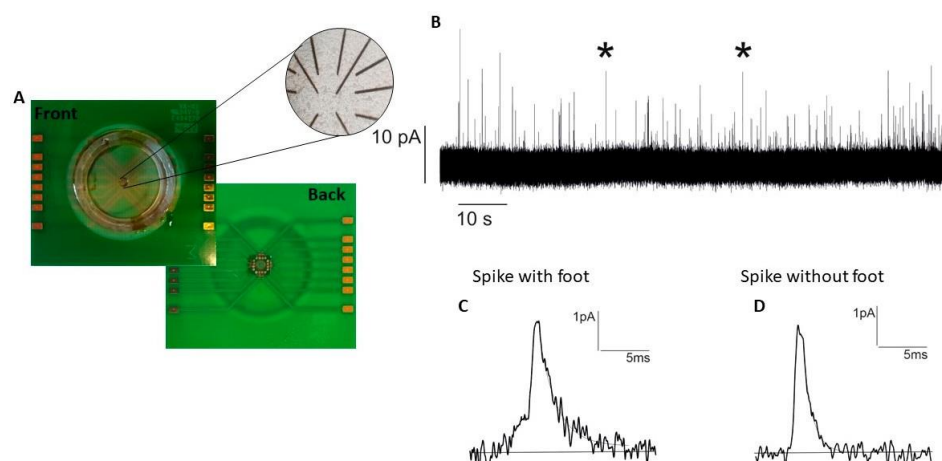 A
Front
Back
B
*
*
10 pA
10 s
Spike with foot
C
1pA
5ms
Spike without foot
D
1pA
5ms